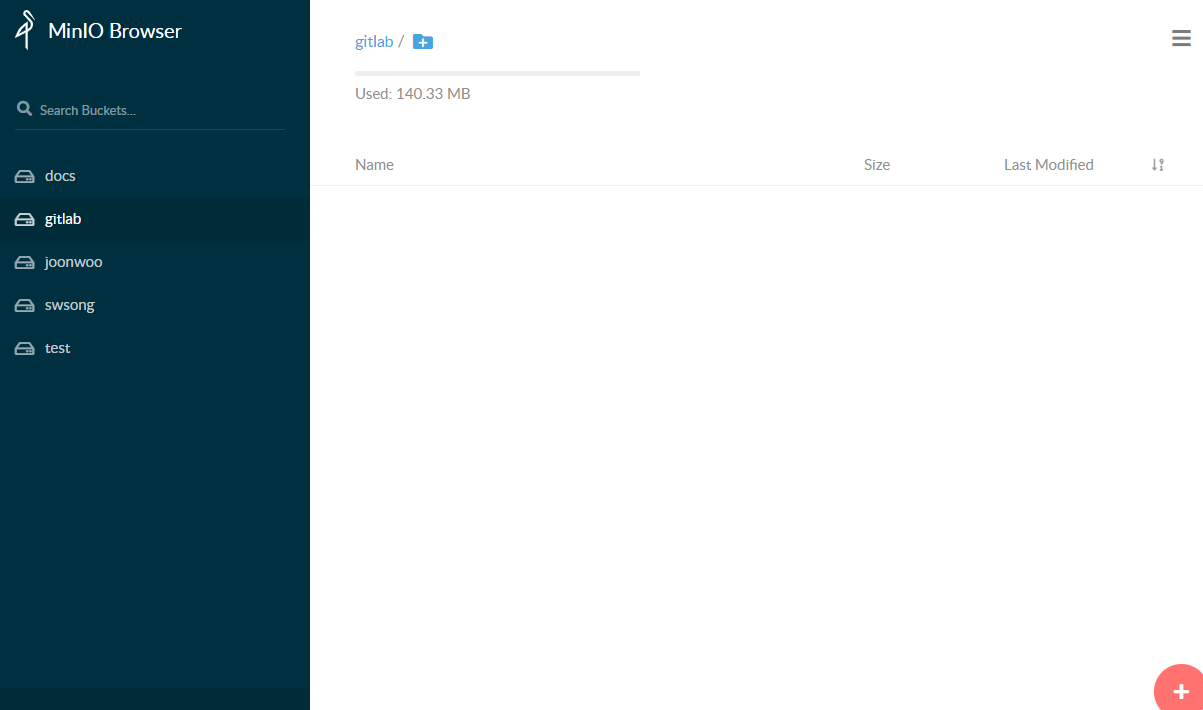 MinIO Browser
Search Buckets...
docs
gitlab
joonwoo
swsong
test
gitlab /
Used: 140.33 MB
Name Size Last Modified